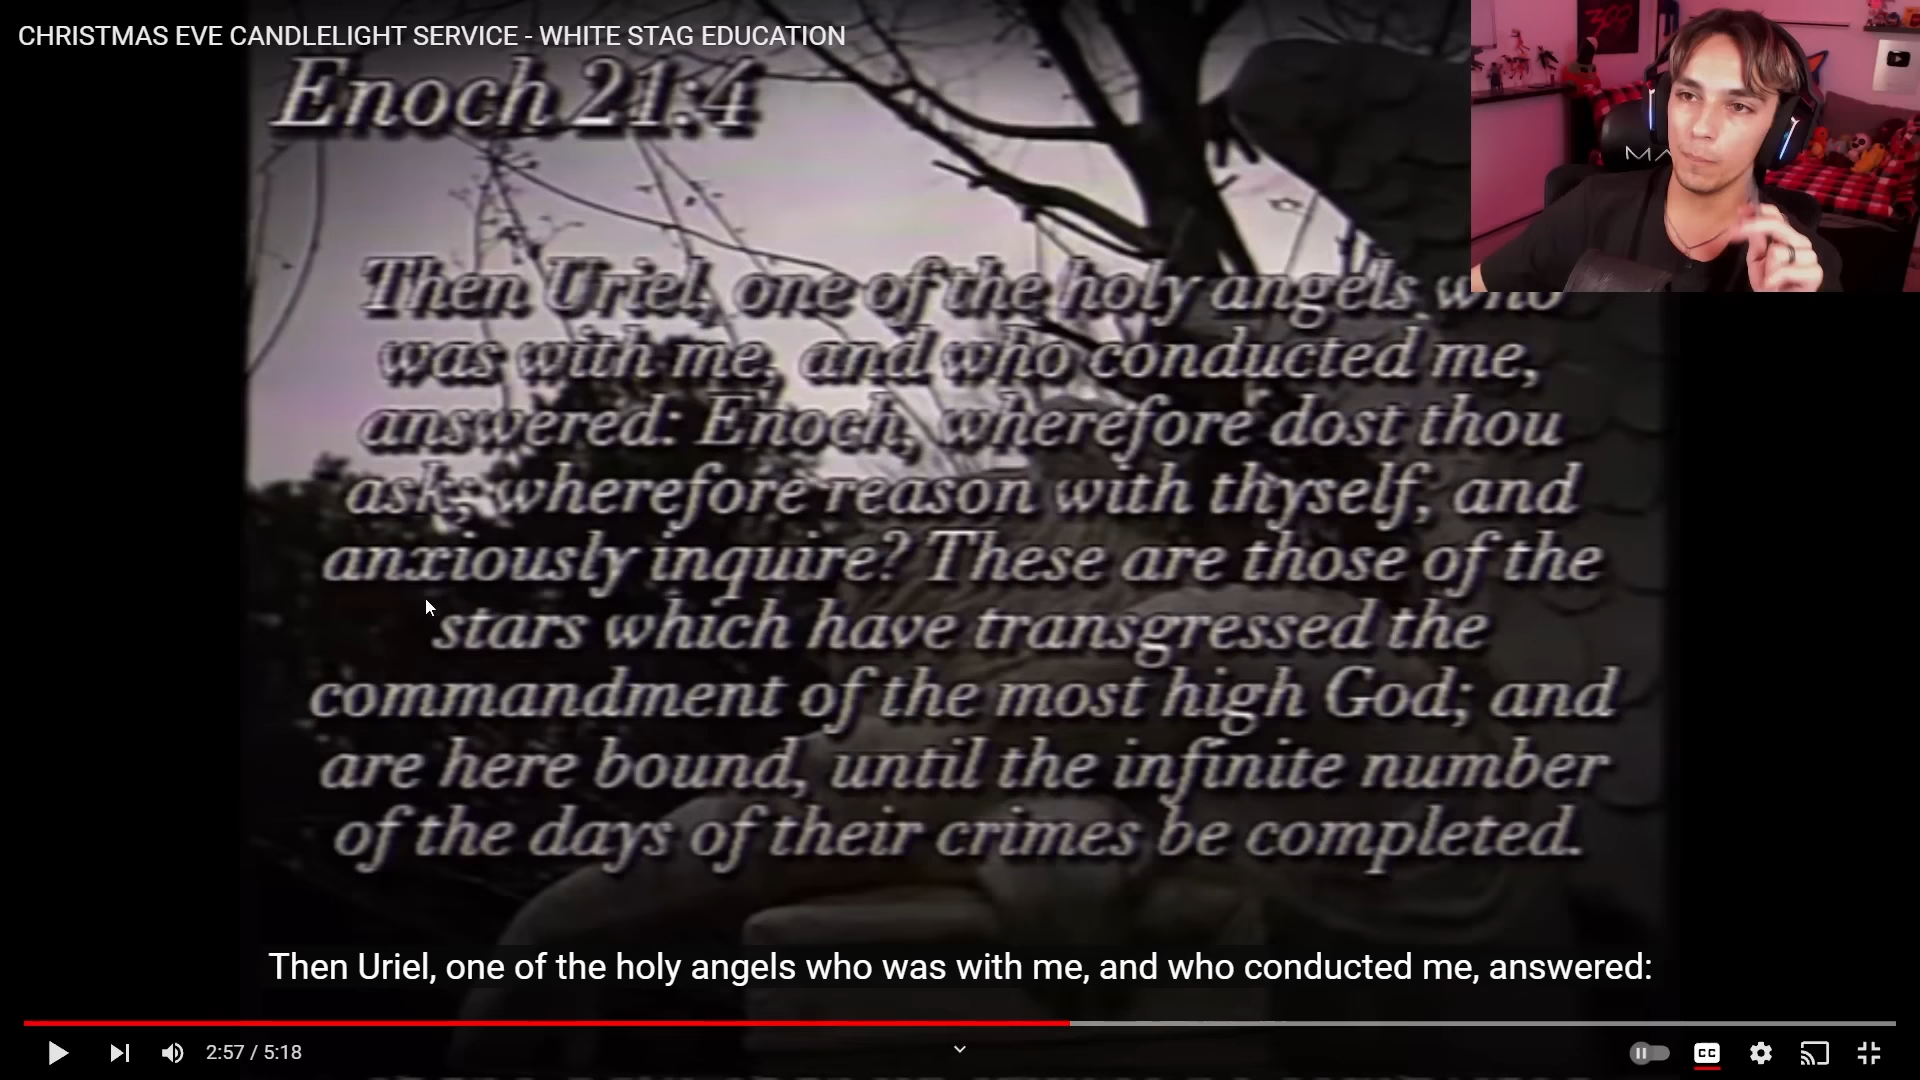 CHRISTMAS EVE CANDLELIGHT SERVICE - WHITE STAG EDUCATION
Enoch 21:4
Then Uriel, one of the holy angels who
was with me, and who conducted me,
answered: Enoch, wherefore dost thou
ask; wherefore reason with thyself, and
anxiously inquire? These are those of the
stars which have transgressed the
commandment of the most high God; and
are here bound, until the infinite number
of the days of their crimes be completed.
Then Uriel, one of the holy angels who was with me, and who conducted me, answered:
2:57 / 5:18
CC